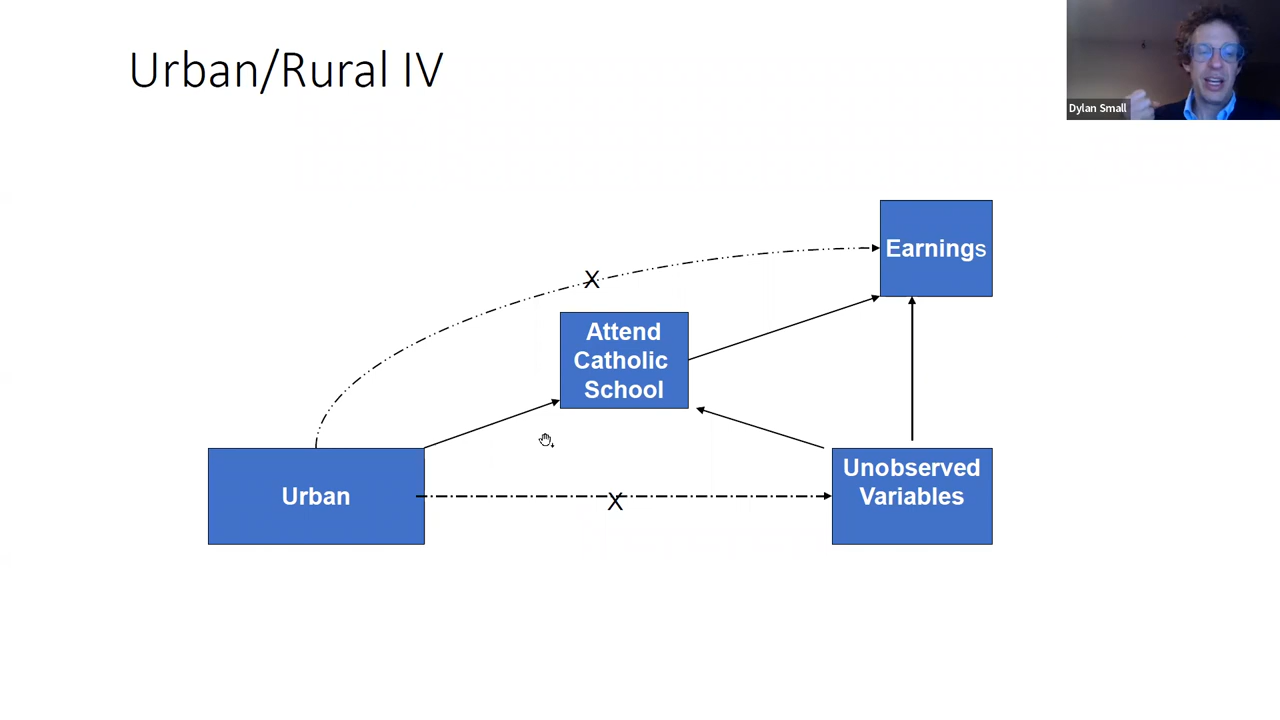 Urban/Rural IV
Dylan Small
Earnings
X
Attend
Catholic
School
Urban
X
Unobserved
Variables